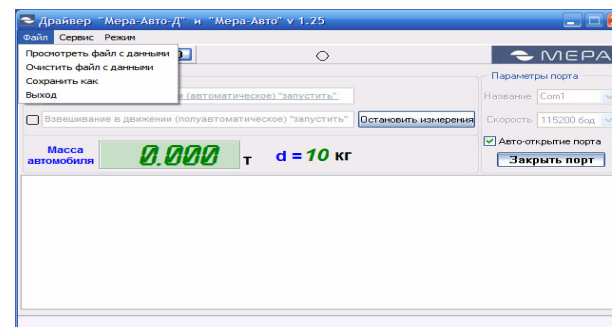 Драйвер "Мера-Авто-Д" и "Мера-Авто" v 1.25
Файл Сервис Режим
Просмотреть файл с данными
Очистить файл с данными
Сохранить как
Выход
МЕРА
Параметры порта
(автоматическое) "запустить"
Название Com1
Взвешивание в движении (полуавтоматическое) "запустить"
Остановить измерения
Скорость 115200 бод
Авто-открытие порта
Масса автомобиля
0.000 т
d = 10 кг
Закрыть порт